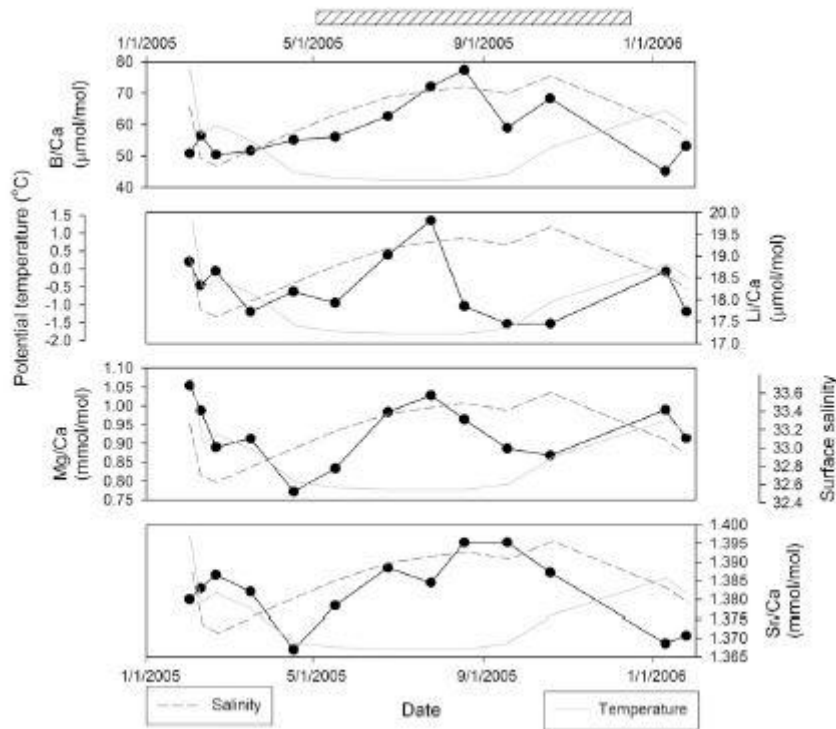 1/1/2005 5/1/2005 9/1/2005 1/1/2006
80
70
60
50
40
B/Ca
(μmol/mol)
Potential temperature (°C)
1.5
1.0
0.5
0.0
-0.5
-1.0
-1.5
-2.0
20.0
19.5
19.0
18.5
18.0
17.5
17.0
Li/Ca
(μmol/mol)
1.10
1.05
1.00
0.95
0.90
0.85
0.80
0.75
Mg/Ca
(mmol/mol)
33.6
33.4
33.2
33.0
32.8
32.6
32.4
Surface salinity
1.400
1.395
1.390
1.385
1.380
1.375
1.370
1.365
Sr/Ca
(mmol/mol)
1/1/2005 5/1/2005 9/1/2005 1/1/2006
Salinity
Date
Temperature